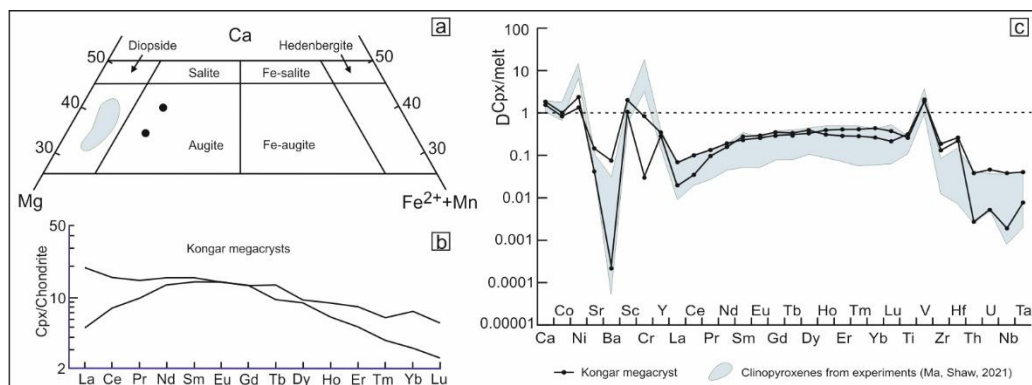 a
Ca
Diopside
Hedenbergite
50
50
Salite
Fe-salite
40
40
30
Augite
Fe-augite
30
Mg
Fe2++Mn
b
50
Kongar megacrysts
Cpx/Chondrite
10
2
La Ce Pr Nd Sm Eu Gd Tb Dy Ho Er Tm Yb Lu
c
DCpx/melt
100
10
1
0.1
0.01
0.001
0.0001
0.00001
Co Sr Sc Y Ce Nd Eu Tb Ho Tm Lu V Hf U Ta
Ca Ni Ba Cr La Pr Sm Gd Dy Er Yb Ti Zr Th Nb
Kongar megacryst
Clinopyroxenes from experiments (Ma, Shaw, 2021)